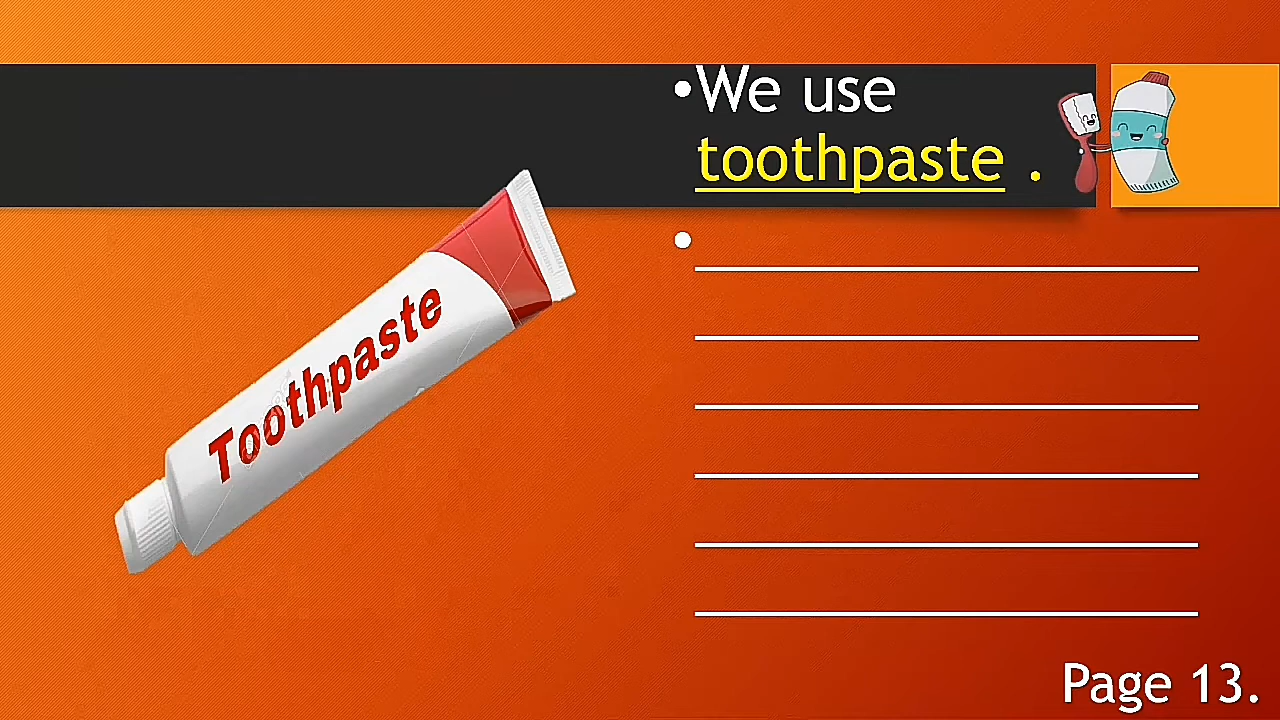 •We use
toothpaste .
Toothpaste
•
Page 13.